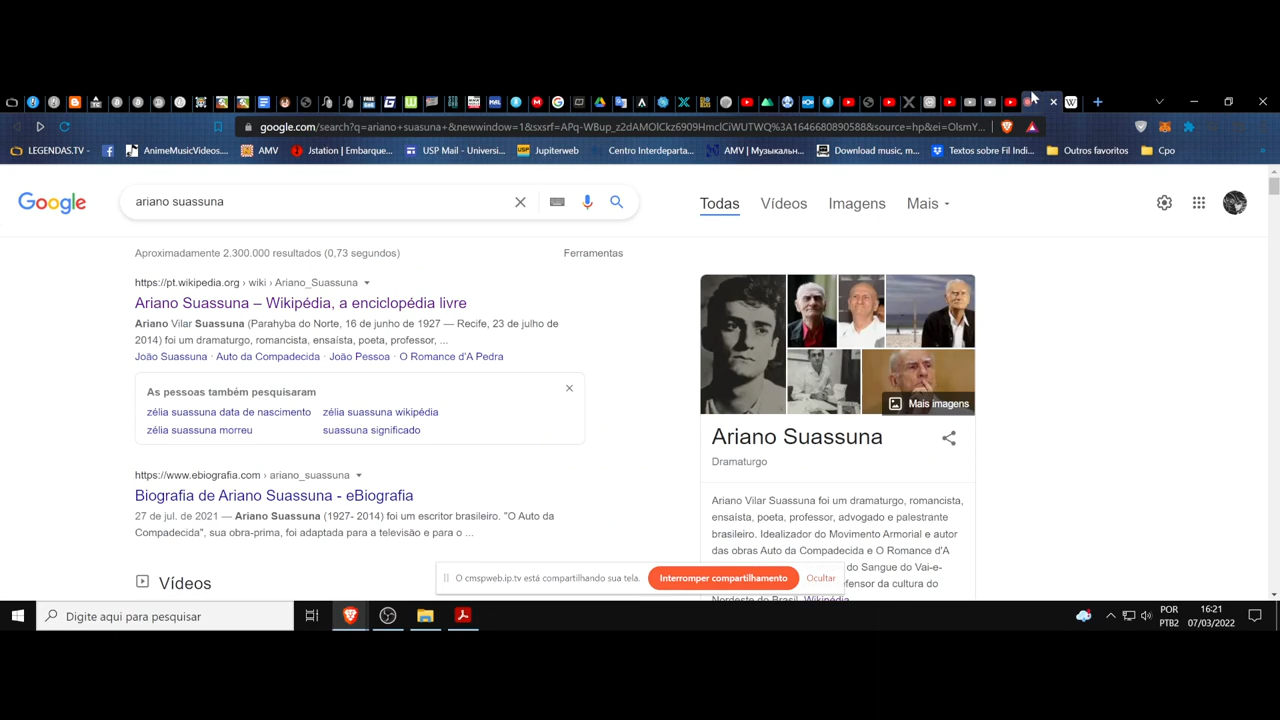 google.com/search?q=ariano+suasuna+&newwindow=1&sxsrf=APq-WBup_z2dAMOlCkz6909HmclCiWUTWQ%3A1646680890588&source=hp&ei=OlsmY...
LEGENDAS.TV
AnimeMusicVideos...
AMV
Jstation | Embarque...
USP Mail - Universi...
Jupiterweb
Centro Interdeparta...
AMV | Музыкальн...
Download music, m...
Textos sobre Fil Indi...
Outros favoritos
Cpo
Google
ariano suassuna
Todas Vídeos Imagens Mais
Aproximadamente 2.300.000 resultados (0,73 segundos)
Ferramentas
https://pt.wikipedia.org › wiki › Ariano_Suassuna
Ariano Suassuna – Wikipédia, a enciclopédia livre
Ariano Vilar Suassuna (Parahyba do Norte, 16 de junho de 1927 — Recife, 23 de julho de
2014) foi um dramaturgo, romancista, ensaísta, poeta, professor, ...
João Suassuna · Auto da Compadecida · João Pessoa · O Romance d'A Pedra
As pessoas também pesquisaram
zélia suassuna data de nascimento zélia suassuna wikipédia
zélia suassuna morreu suassuna significado
https://www.ebiografia.com › ariano_suassuna
Biografia de Ariano Suassuna - eBiografia
27 de jul. de 2021 — Ariano Suassuna (1927- 2014) foi um escritor brasileiro. "O Auto da
Compadecida", sua obra-prima, foi adaptada para a televisão e para o ...
Vídeos
Mais imagens
Ariano Suassuna
Dramaturgo
Ariano Vilar Suassuna foi um dramaturgo, romancista,
ensaísta, poeta, professor, advogado e palestrante
brasileiro. Idealizador do Movimento Armorial e autor
das obras Auto da Compadecida e O Romance d'A
do Sangue do Vai-e-
efensor da cultura do
Nordeste do Brasil. Wikipédia
O cmspweb.ip.tv está compartilhando sua tela.
Interromper compartilhamento
Ocultar
Digite aqui para pesquisar
POR
PTB2
16:21
07/03/2022